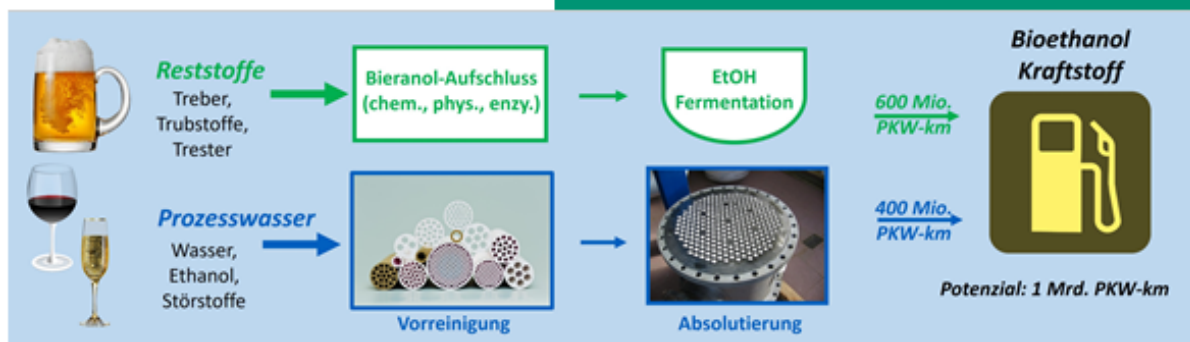 Reststoffe
Treber,
Trubstoffe,
Trester
Bieranol-Aufschluss
(chem., phys., enzy.)
EtOH
Fermentation
600 Mio.
PKW-km
Bioethanol
Kraftstoff
Prozesswasser
Wasser,
Ethanol,
Störstoffe
Vorreinigung
Absolutierung
400 Mio.
PKW-km
Potenzial: 1 Mrd. PKW-km